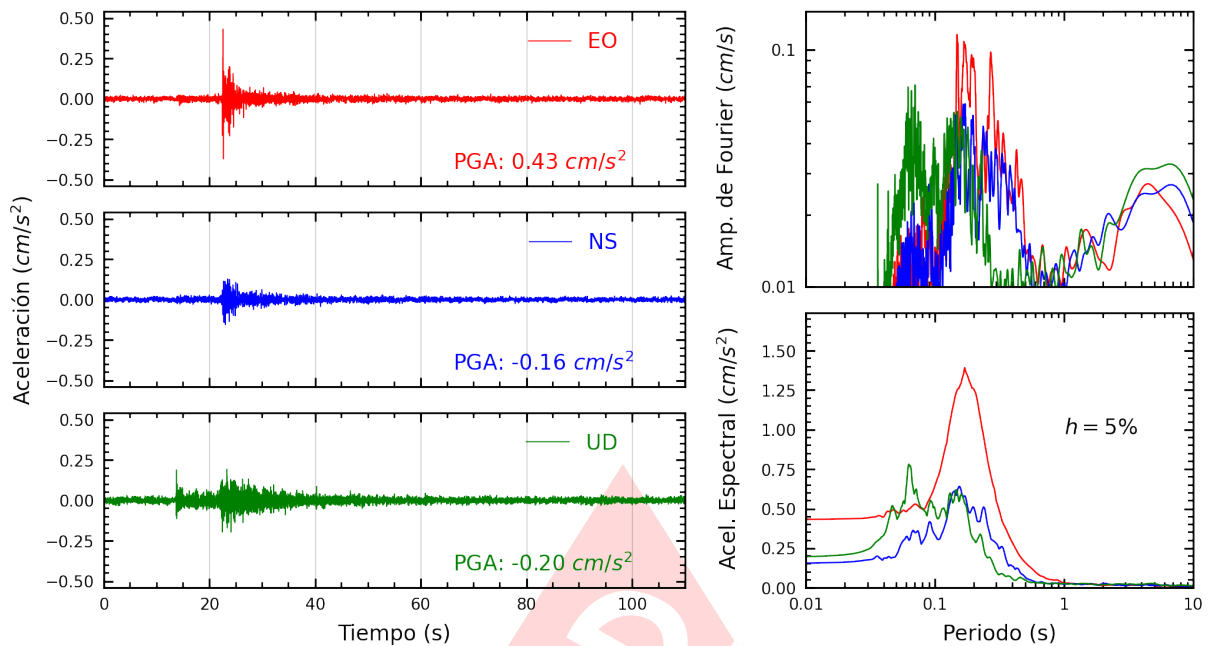 Aceleración (cm/s²)
0.50
0.25
0.00
−0.25
−0.50
EO
PGA: 0.43 cm/s²
0.50
0.25
0.00
−0.25
−0.50
NS
PGA: -0.16 cm/s²
0.50
0.25
0.00
−0.25
−0.50
UD
PGA: -0.20 cm/s²
0 20 40 60 80 100
Tiempo (s)
Amp. de Fourier (cm/s)
0.1
0.01
Acel. Espectral (cm/s²)
1.50
1.25
1.00
0.75
0.50
0.25
0.00
h = 5%
0.01 0.1 1 10
Periodo (s)